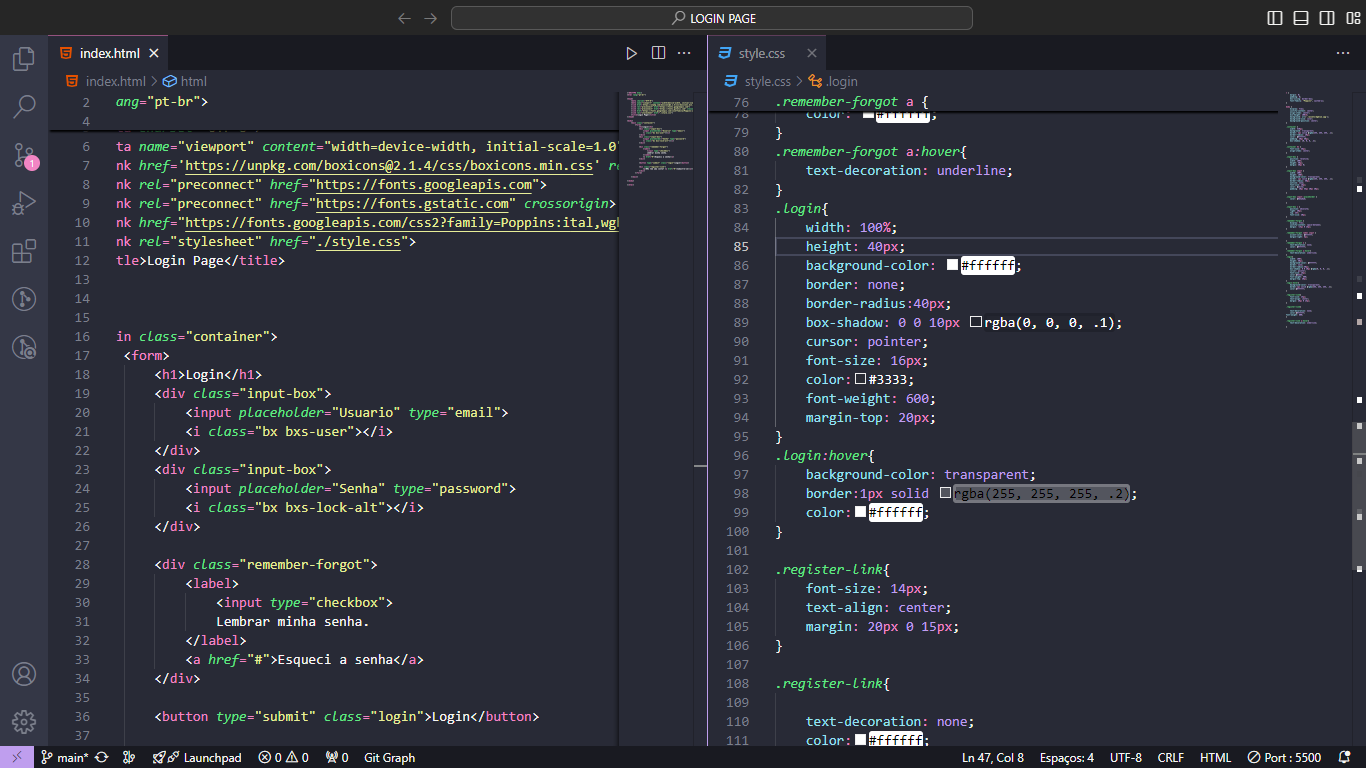 LOGIN PAGE
index.html
index.html > html
2 ang="pt-br">
4
6 ta name="viewport" content="width=device-width, initial-scale=1.0"
7 nk href='https://unpkg.com/boxicons@2.1.4/css/boxicons.min.css' re
8 nk rel="preconnect" href="https://fonts.googleapis.com">
9 nk rel="preconnect" href="https://fonts.gstatic.com" crossorigin>
10 nk href="https://fonts.googleapis.com/css2?family=Poppins:ital,wgh
11 nk rel="stylesheet" href="./style.css">
12 tle>Login Page</title>
13
14
15
16 in class="container">
17 <form>
18 <h1>Login</h1>
19 <div class="input-box">
20 <input placeholder="Usuario" type="email">
21 <i class="bx bxs-user"></i>
22 </div>
23 <div class="input-box">
24 <input placeholder="Senha" type="password">
25 <i class="bx bxs-lock-alt"></i>
26 </div>
27
28 <div class="remember-forgot">
29 <label>
30 <input type="checkbox">
31 Lembrar minha senha.
32 </label>
33 <a href="#">Esqueci a senha</a>
34 </div>
35
36 <button type="submit" class="login">Login</button>
37
style.css
style.css > .login
76 .remember-forgot a {
78 color: #ffffff;
79 }
80 .remember-forgot a:hover{
81 text-decoration: underline;
82 }
83 .login{
84 width: 100%;
85 height: 40px;
86 background-color: #ffffff;
87 border: none;
88 border-radius:40px;
89 box-shadow: 0 0 10px rgba(0, 0, 0, .1);
90 cursor: pointer;
91 font-size: 16px;
92 color: #3333;
93 font-weight: 600;
94 margin-top: 20px;
95 }
96 .login:hover{
97 background-color: transparent;
98 border:1px solid rgba(255, 255, 255, .2);
99 color: #ffffff;
100 }
101
102 .register-link{
103 font-size: 14px;
104 text-align: center;
105 margin: 20px 0 15px;
106 }
107
108 .register-link{
109
110 text-decoration: none;
111 color: #ffffff;
1
main* Launchpad 0 0 0 Git Graph Ln 47, Col 8 Espaços: 4 UTF-8 CRLF HTML Port : 5500